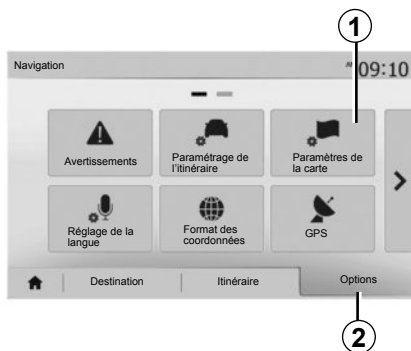 1
Navigation
09:10
Avertissements
Paramétrage de
l'itinéraire
Paramètres de
la carte
Réglage de la
langue
Format des
coordonnées
GPS
Destination
Itinéraire
Options
2